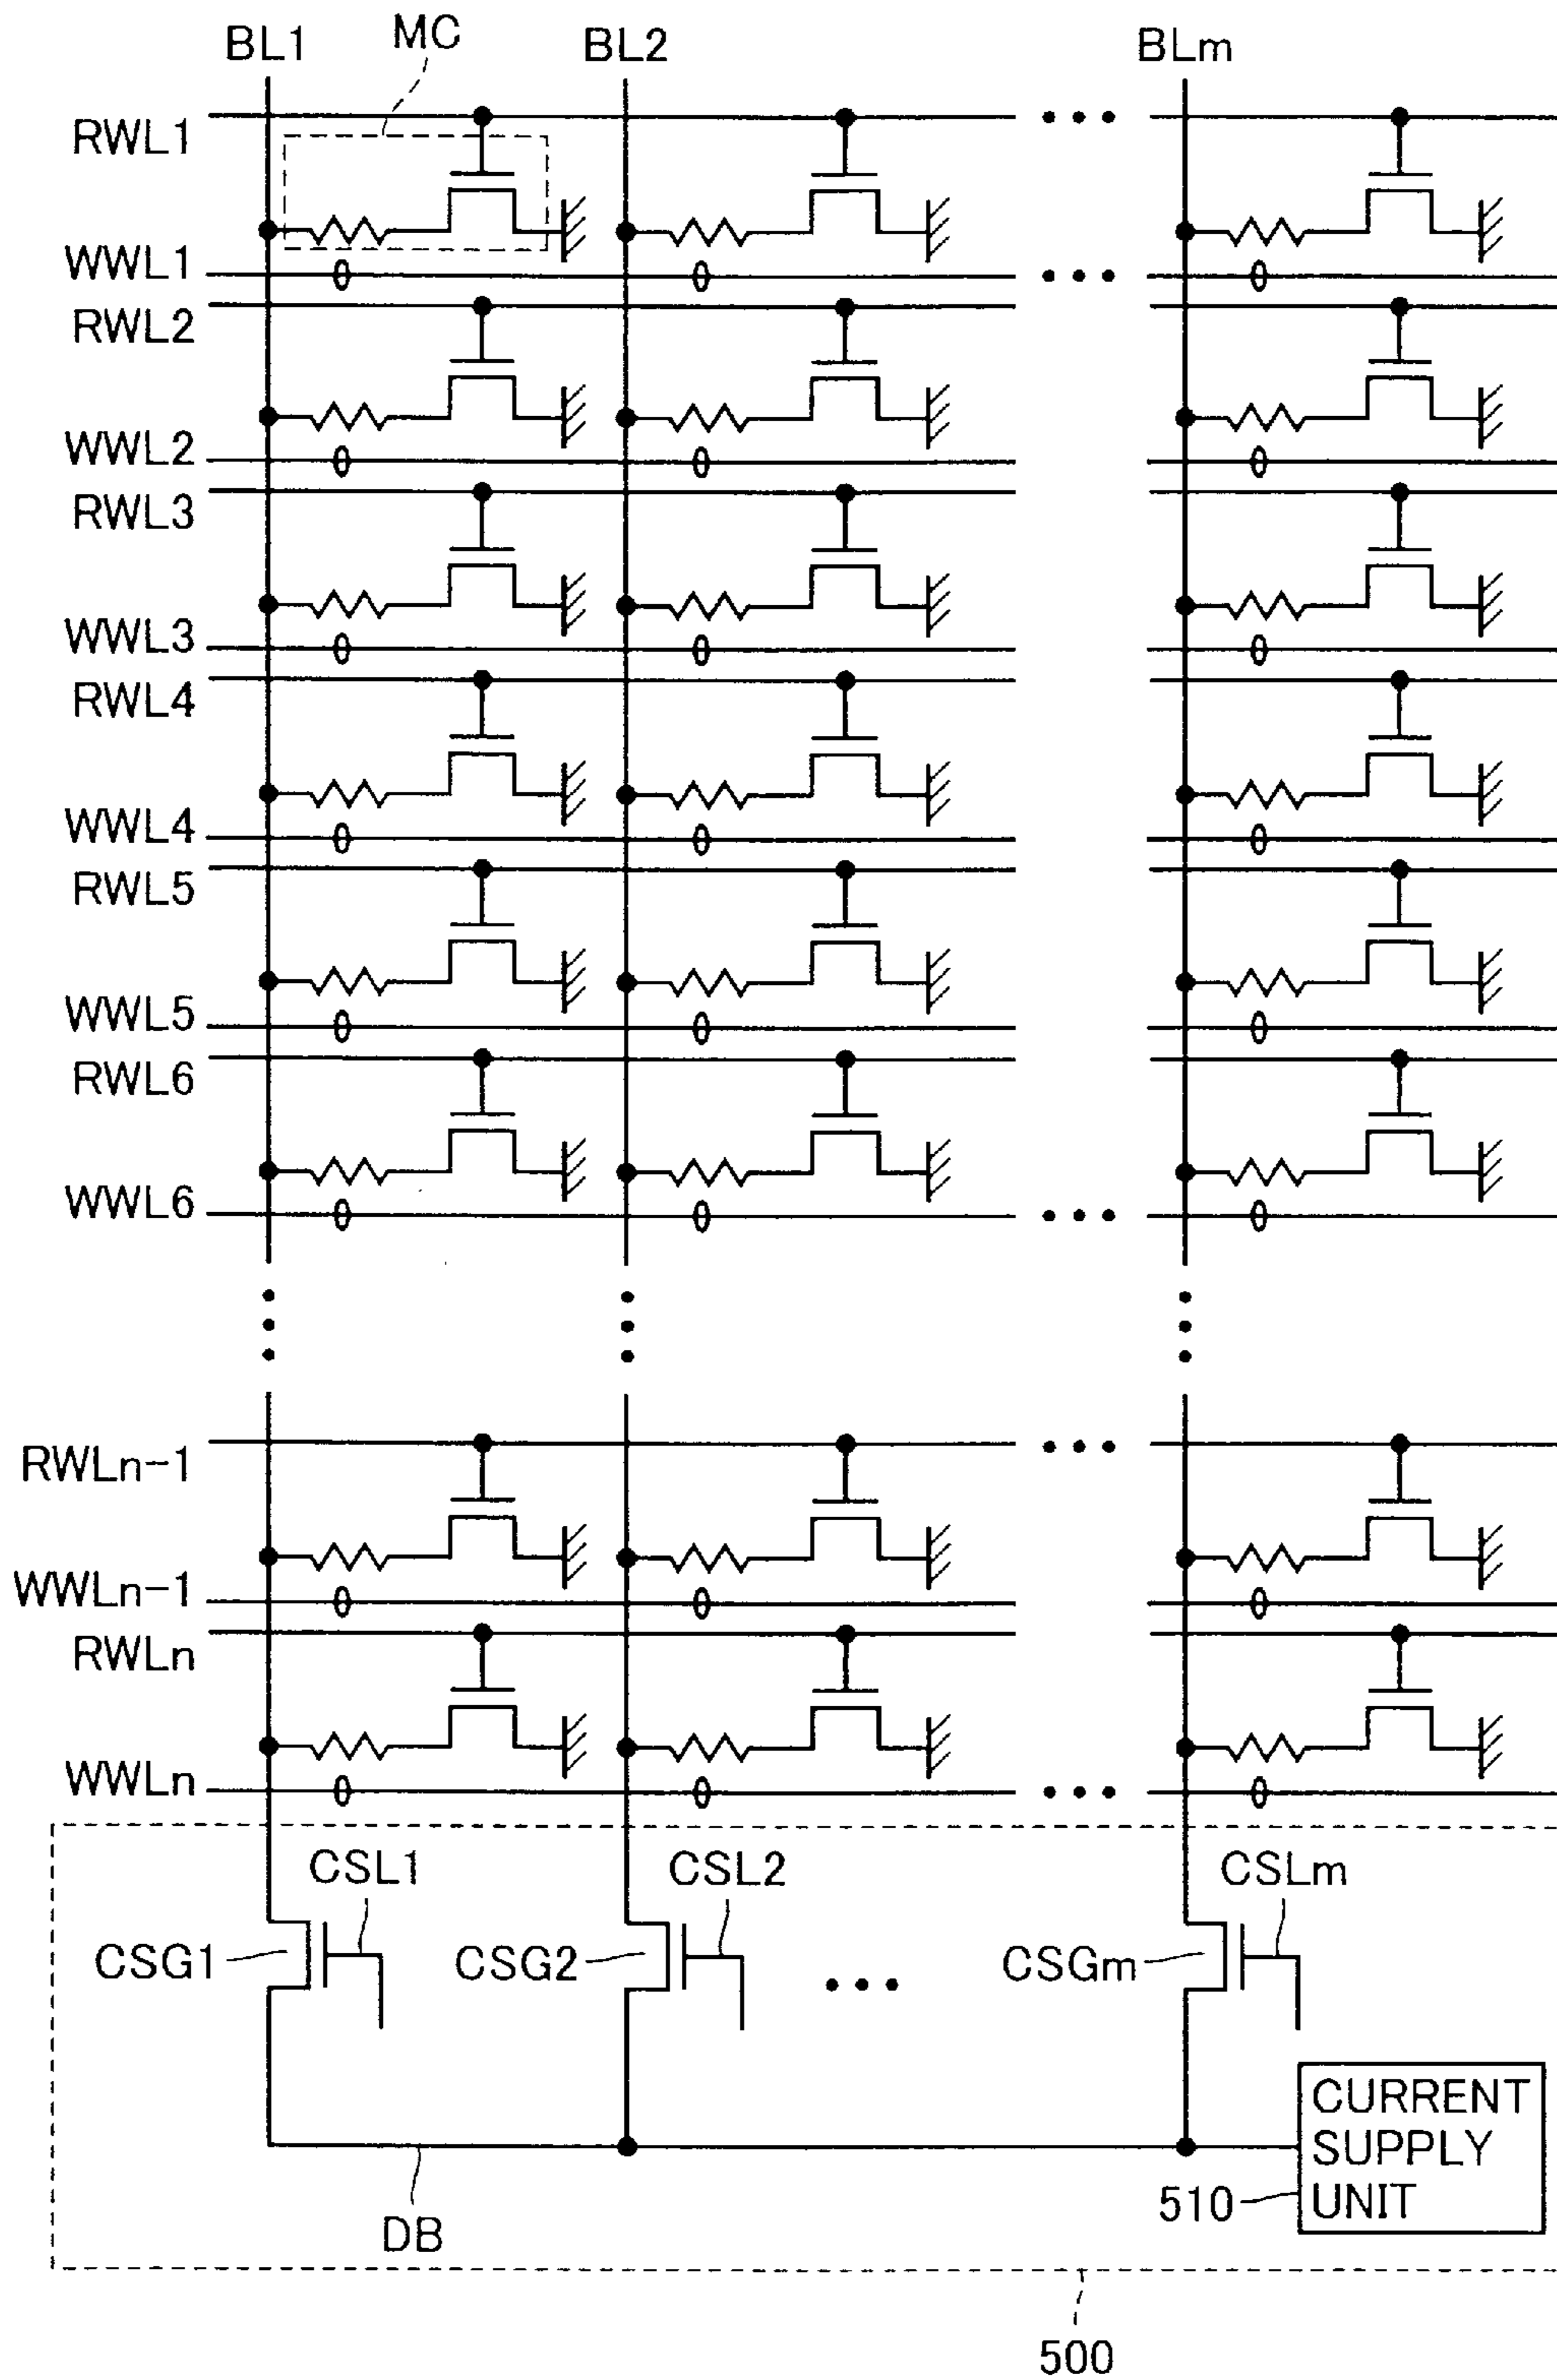 MC
BL1 BL2 BLm
RWL1
WWL1
RWL2
WWL2
RWL3
WWL3
RWL4
WWL4
RWL5
WWL5
RWL6
WWL6
RWLn-1
WWLn-1
RWLn
WWLn
CSL1 CSL2 CSLm
CSG1 CSG2 CSGm
CURRENT
SUPPLY
UNIT
510
DB
500